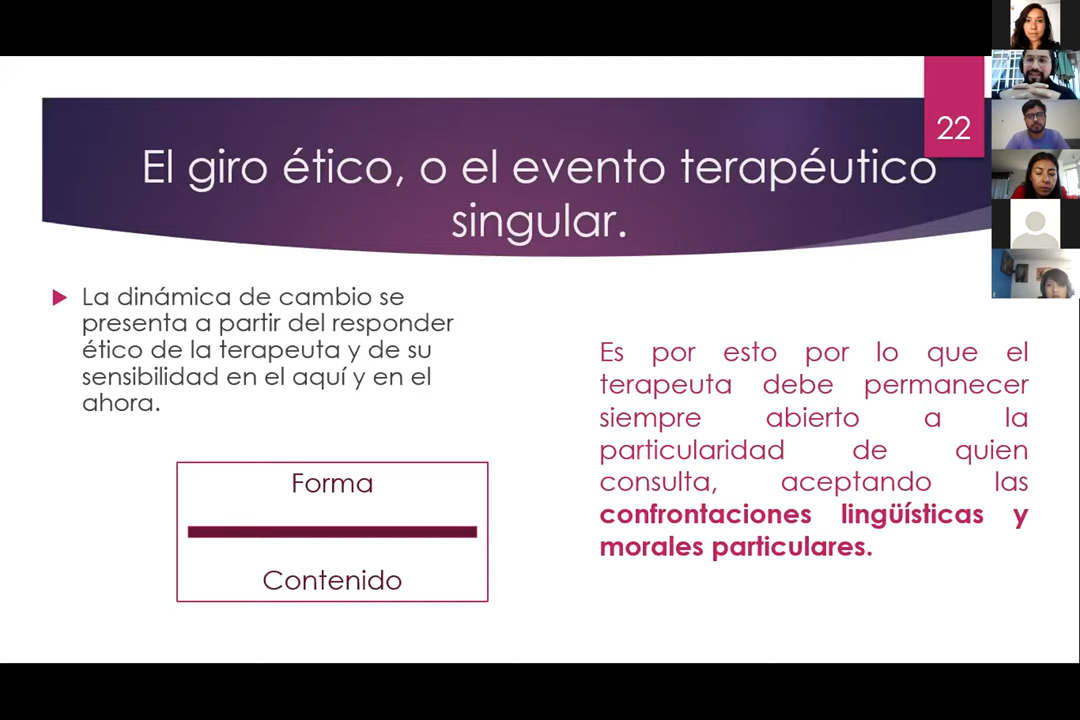 22
El giro ético, o el evento terapéutico
singular.
La dinámica de cambio se
presenta a partir del responder
ético de la terapeuta y de su
sensibilidad en el aquí y en el
ahora.
Forma
Contenido
Es por esto por lo que el
terapeuta debe permanecer
siempre abierto a la
particularidad de quien
consulta, aceptando las
confrontaciones lingüísticas y
morales particulares.